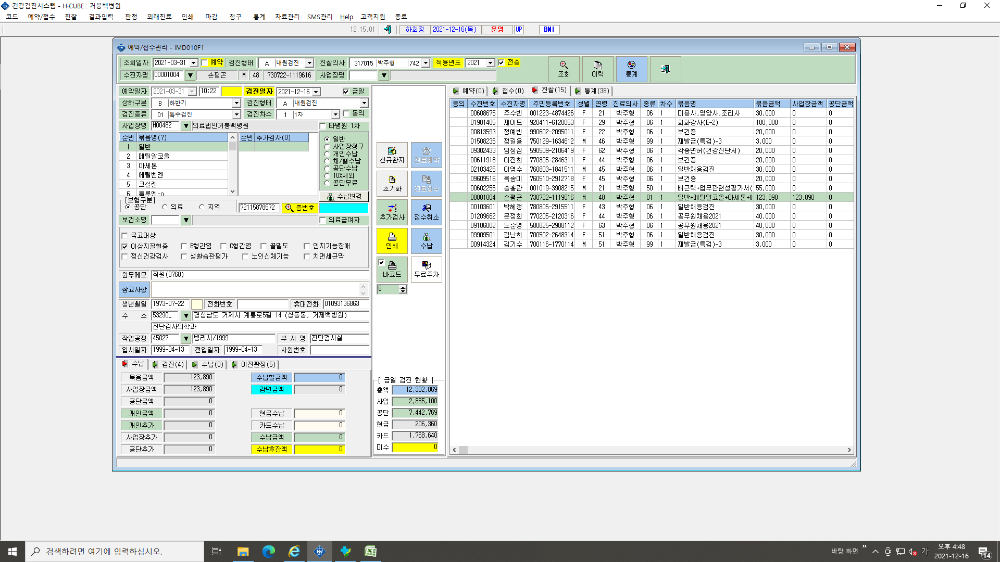 건강검진시스템 - H-CUBE : 거붕백병원
코드 예약/접수 진찰 결과입력 판정 외래진료 인쇄 마감 청구 통계 자료관리 SMS관리 Help 고객지원 종료
12.15.01 하희정 2021-12-16(목) 운영 UP BMI
예약/접수관리 - IMD010F1
조회일자 2021-03-31 예약 검진형태 A 내원검진 진찰의사 317015 박주형 742 적용년도 2021 전송
수진자명 00001004 손평곤 M 48 730722-1119616 사업장명
조회 이력 통계
예약일자 2021-03-31 10:22 검진일자 2021-12-16 금일
상하구분 B 하반기 검진형태 A 내원검진
검진종류 01 특수검진 검진차수 1 1차 동의
사업장명 H00482 의료법인거붕백병원 타병원 1차
순번 묶음명(7)
1 일반
2 메틸알코올
3 아세톤
4 에틸벤젠
5 크실렌
6 톨루엔-o
순번 추가검사(0)
일반
사업장청구
개인수납
채/혈수납
공단수납
10%제외
공단무료
수납변경
[보험구분]
공단 의료 지역 72115878572 증번호
보건소명 의료급여자
국고대상
이상지질혈증 B형간염 C형간염 골밀도 인지기능장애
정신건강검사 생활습관평가 노인신체기능 치면세균막
원무메모 직원(0760)
참고사항
생년월일 1973-07-22 전화번호 휴대전화 01093136863
주 소 53290_ 경상남도 거제시 계룡로5길 14 (상동동, 거제백병원)
진단검사의학과
작업공정 45027 병리사/1999 부 서 명 진단검사실
입사일자 1999-04-13 전입일자 1999-04-13 사원번호
수납 검진(4) 수납(0) 이전판정(5)
묶음금액 123,890 수납할금액 0
사업장금액 123,890 감면금액 0
공단금액 0
개인금액 0 현금수납 0
개인추가 0 카드수납 0
사업장추가 0 수납금액 0
공단추가 0 수납후잔액 0
신규환자 진료예약
초기화 진료접수
추가검사 접수취소
인쇄 수납
바코드 무료주차
8
[ 금일 검진 현황 ]
총액 12,302,869
사업 2,885,100
공단 7,442,769
현금 206,360
카드 1,768,640
미수 0
예약(0) 접수(0) 진찰(15) 통계(38)
동의 수진번호 수진자명 주민등록번호 성별 연령 진료의사 종류 차수 묶음명 묶음금액 사업장금액 공단금액
00608675 주수빈 001223-4874426 F 21 박주형 06 1 미용사,영양사,조리사 30,000 0 0
01901405 제이드 920411-6120053 F 29 박주형 06 1 회화강사(E-2) 100,000 0 0
00813593 정예빈 990602-2095011 F 22 박주형 06 1 보건증 20,000 0 0
01508236 정길용 750129-1634612 M 46 박주형 99 1 재발급(특검)-3 3,000 0 0
09302433 임정심 590509-2106419 F 62 박주형 06 1 각종면허(건강진단서) 20,000 0 0
00611918 이진희 770805-2846311 F 44 박주형 06 1 보건증 20,000 0 0
02103425 이영수 760803-1841511 M 45 박주형 06 1 일반채용검진 30,000 0 0
09609516 옥송미 760510-2912718 F 45 박주형 06 1 보건증 20,000 0 0
00602256 송홍관 001019-3908215 M 21 박주형 50 1 배근력+업무관련성평가서( 55,000 0 0
00001004 손평곤 730722-1119616 M 48 박주형 01 1 일반+메틸알코올+아세톤+ 123,890 123,890 0
00103601 박혜정 780805-2915511 F 43 박주형 06 1 일반채용검진 30,000 0 0
01209662 문정희 770205-2120316 F 44 박주형 06 1 공무원채용2021 40,000 0 0
09106002 노순영 580825-2908112 F 63 박주형 06 1 공무원채용2021 40,000 0 0
09909501 김난희 700502-2648314 F 51 박주형 06 1 일반채용검진 30,000 0 0
00914324 김기수 700116-1770114 M 51 박주형 99 1 재발급(특검)-3 3,000 0 0
검색하려면 여기에 입력하십시오.
바탕 화면 가 오후 4:48
2021-12-16 14